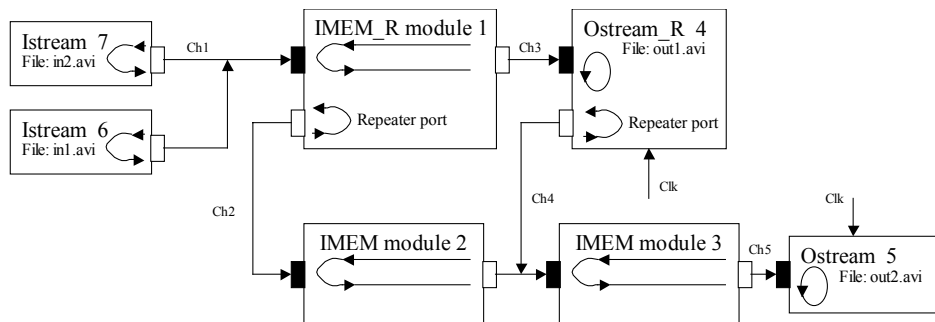 Istream 7
File: in2.avi
Ch1
IMEM_R module 1
Repeater port
Ch3
Ostream_R 4
File: out1.avi
Repeater port
Istream 6
File: in1.avi
Ch2
Ch4
Clk
Clk
IMEM module 2
IMEM module 3
Ch5
Ostream 5
File: out2.avi